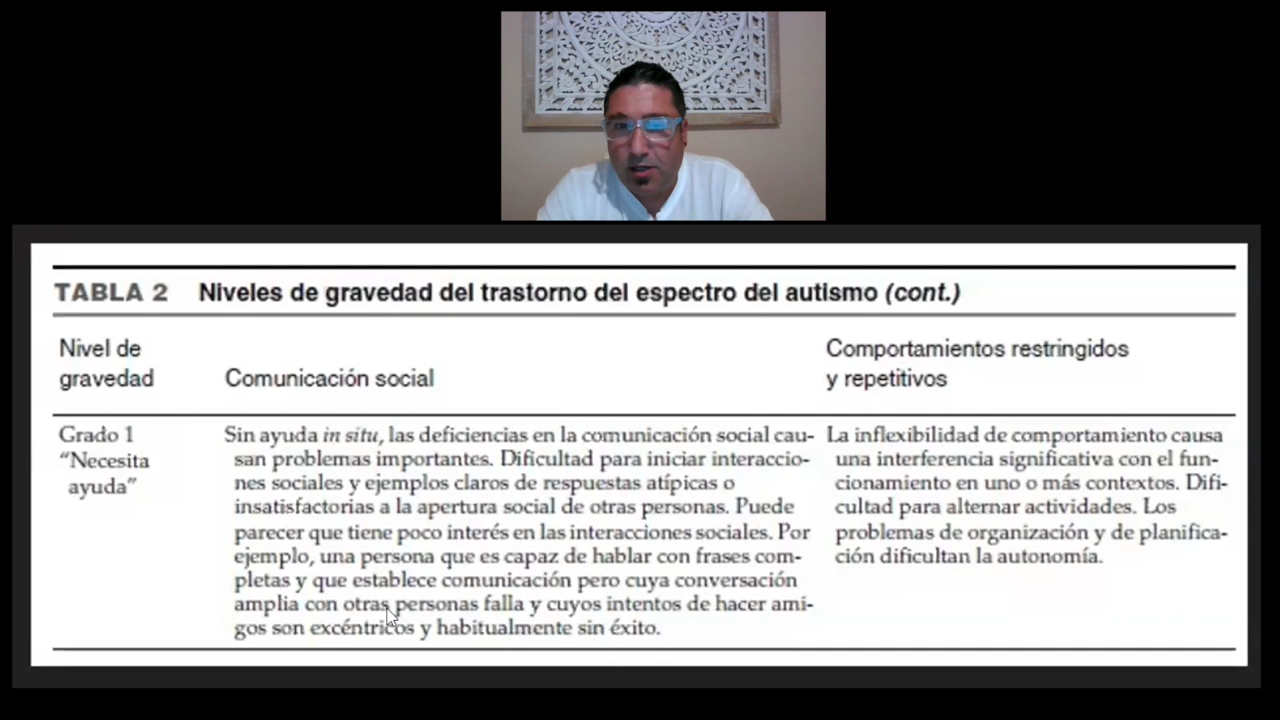 TABLA 2 Niveles de gravedad del trastorno del espectro del autismo (cont.)
Nivel de gravedad
Comunicación social
Comportamientos restringidos
y repetitivos
Grado 1
“Necesita
ayuda”
Sin ayuda in situ, las deficiencias en la comunicación social cau-
san problemas importantes. Dificultad para iniciar interaccio-
nes sociales y ejemplos claros de respuestas atípicas o
insatisfactorias a la apertura social de otras personas. Puede
parecer que tiene poco interés en las interacciones sociales. Por
ejemplo, una persona que es capaz de hablar con frases com-
pletas y que establece comunicación pero cuya conversación
amplia con otras personas falla y cuyos intentos de hacer ami-
gos son excéntricos y habitualmente sin éxito.
La inflexibilidad de comportamiento causa
una interferencia significativa con el fun-
cionamiento en uno o más contextos. Difi-
cultad para alternar actividades. Los
problemas de organización y de planifica-
ción dificultan la autonomía.